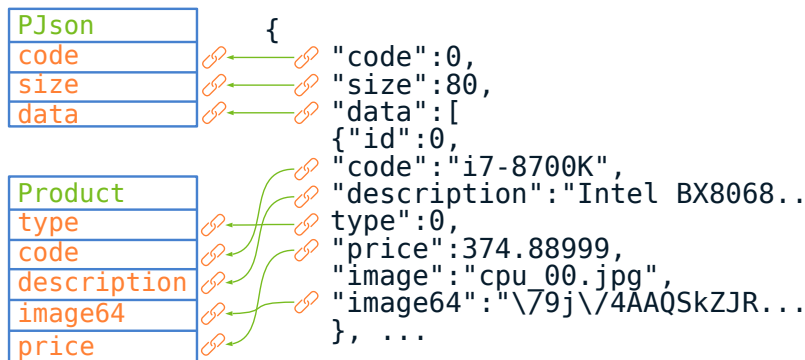 PJson
code
size
data
Product
type
code
description
image64
price
{
"code":0,
"size":80,
"data":[
{"id":0,
"code":"i7-8700K",
"description":"Intel BX8068..
type":0,
"price":374.88999,
"image":"cpu_00.jpg",
"image64":"\/9j\/4AAQSkZJR...
}, ...